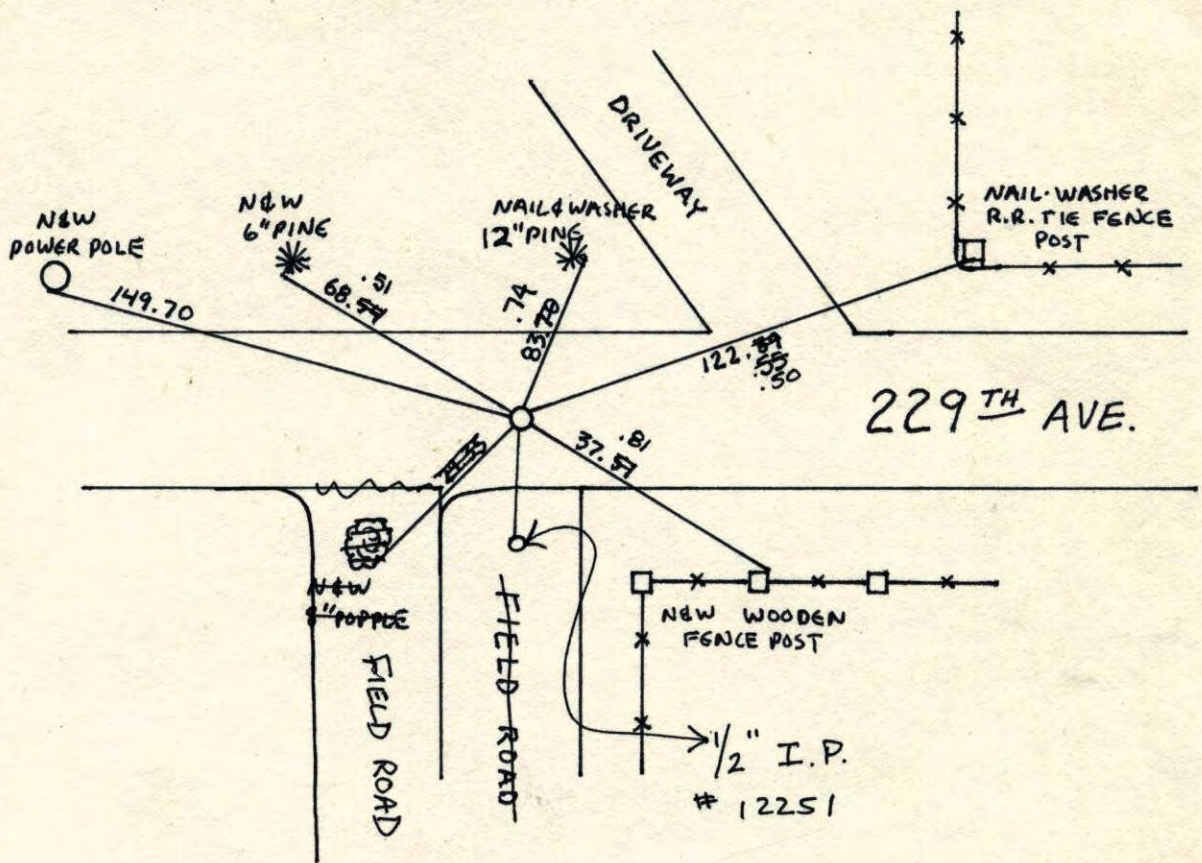 DRIVEWAY
N&W
POWER POLE
N&W
6" PINE
NAIL & WASHER
12" PINE
NAIL·WASHER
R.R. TIE FENCE
POST
149.70
.51
68.54
.74
83.70
122.39
.55
.50
229TH AVE.
.81
37.57
N&W
8" POPPLE
FIELD ROAD
FIELD ROAD
N&W WOODEN
FENCE POST
1/2" I.P.
# 12251